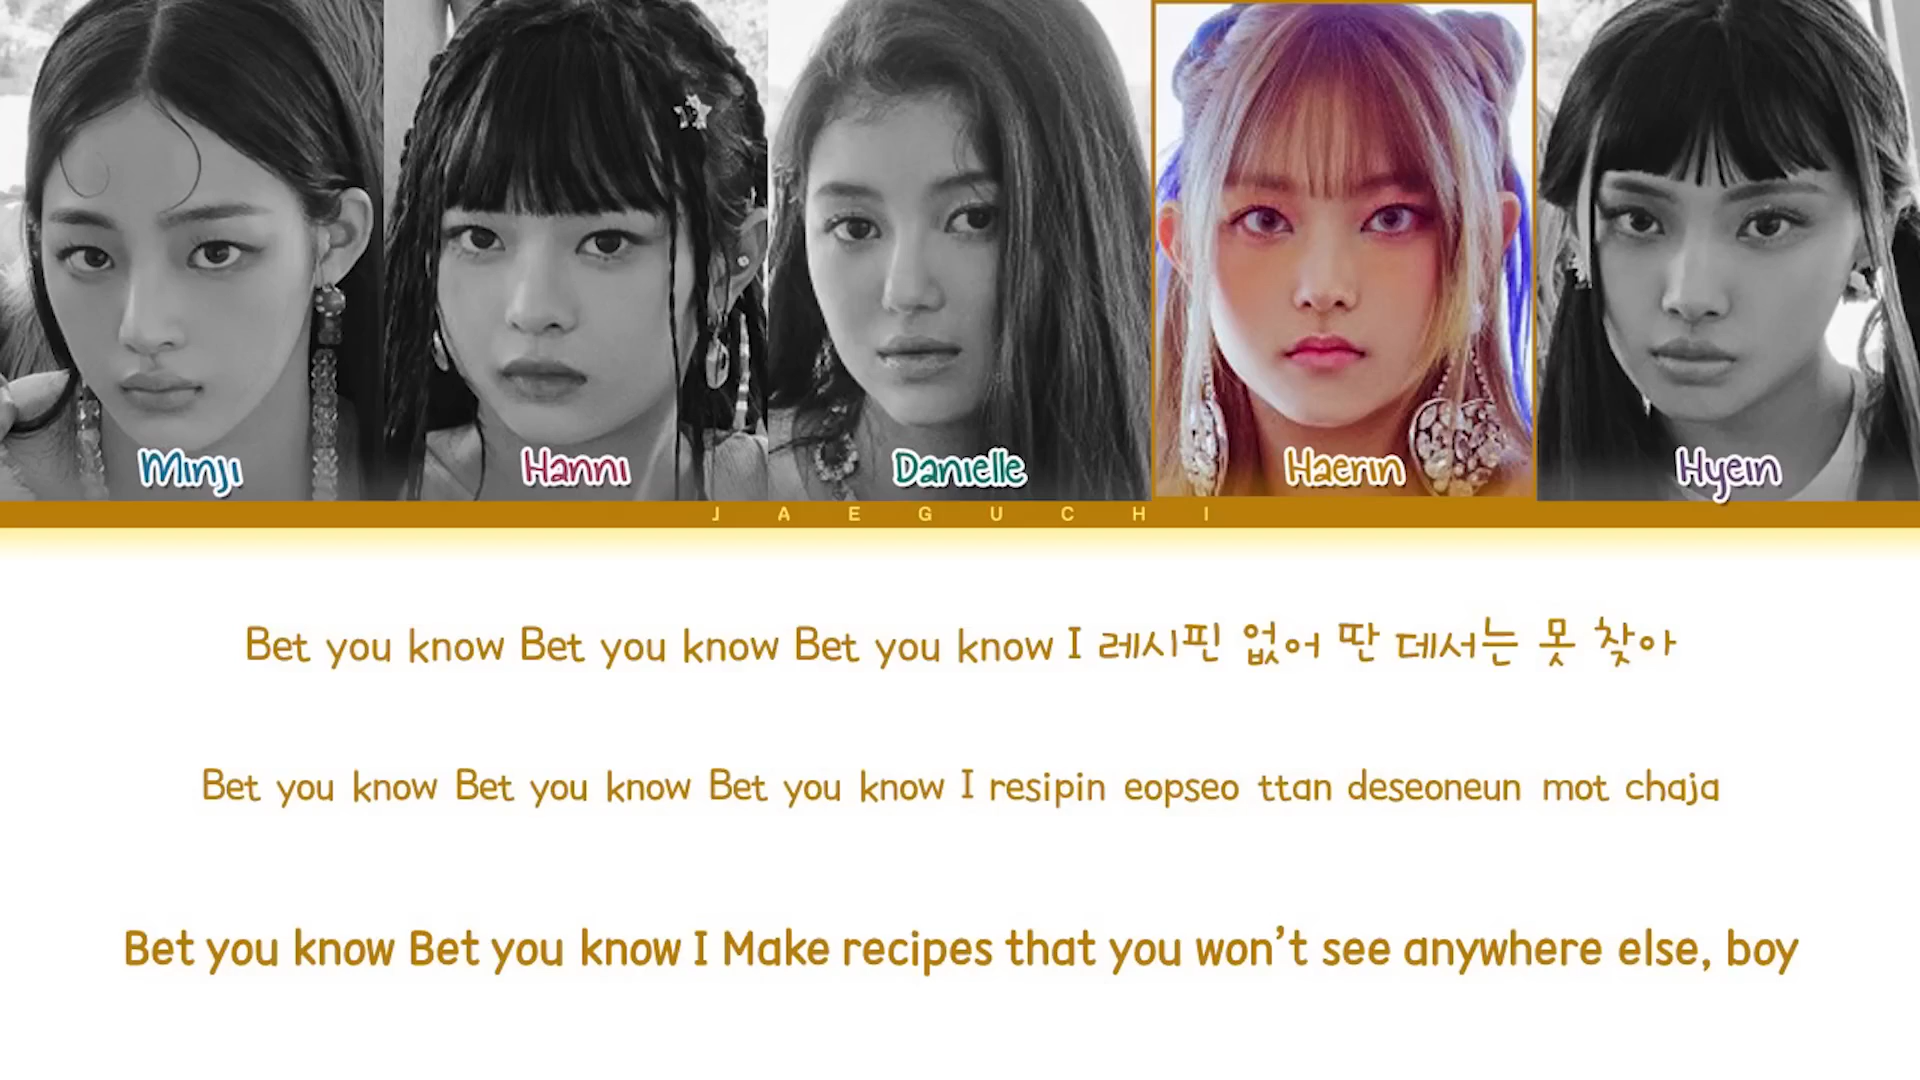 Minji Hanni Danielle Haerin Hyein
JAEGUCHI
Bet you know Bet you know Bet you know I 레시핀 없어 딴 데서는 못 찾아
Bet you know Bet you know Bet you know I resipin eopseo ttan deseoneun mot chaja
Bet you know Bet you know I Make recipes that you won't see anywhere else, boy